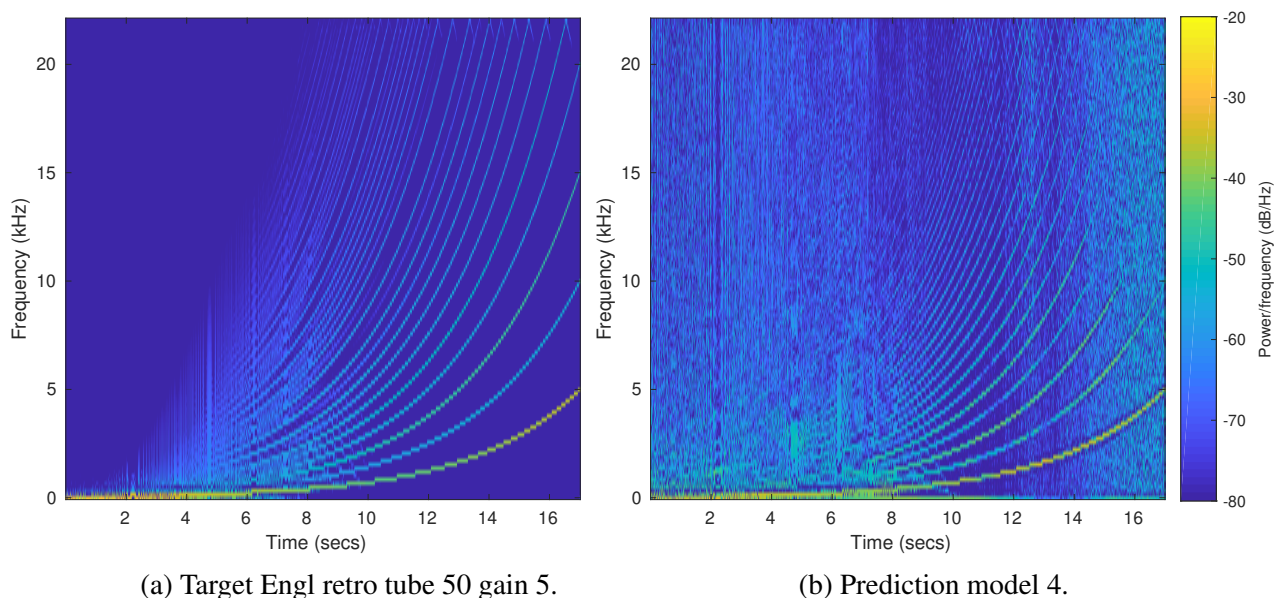 20
15
10
5
0
Frequency (kHz)
2 4 6 8 10 12 14 16
Time (secs)
(a) Target Engl retro tube 50 gain 5.
20
15
10
5
0
Frequency (kHz)
2 4 6 8 10 12 14 16
Time (secs)
(b) Prediction model 4.
-20
-30
-40
-50
-60
-70
-80
Power/frequency (dB/Hz)